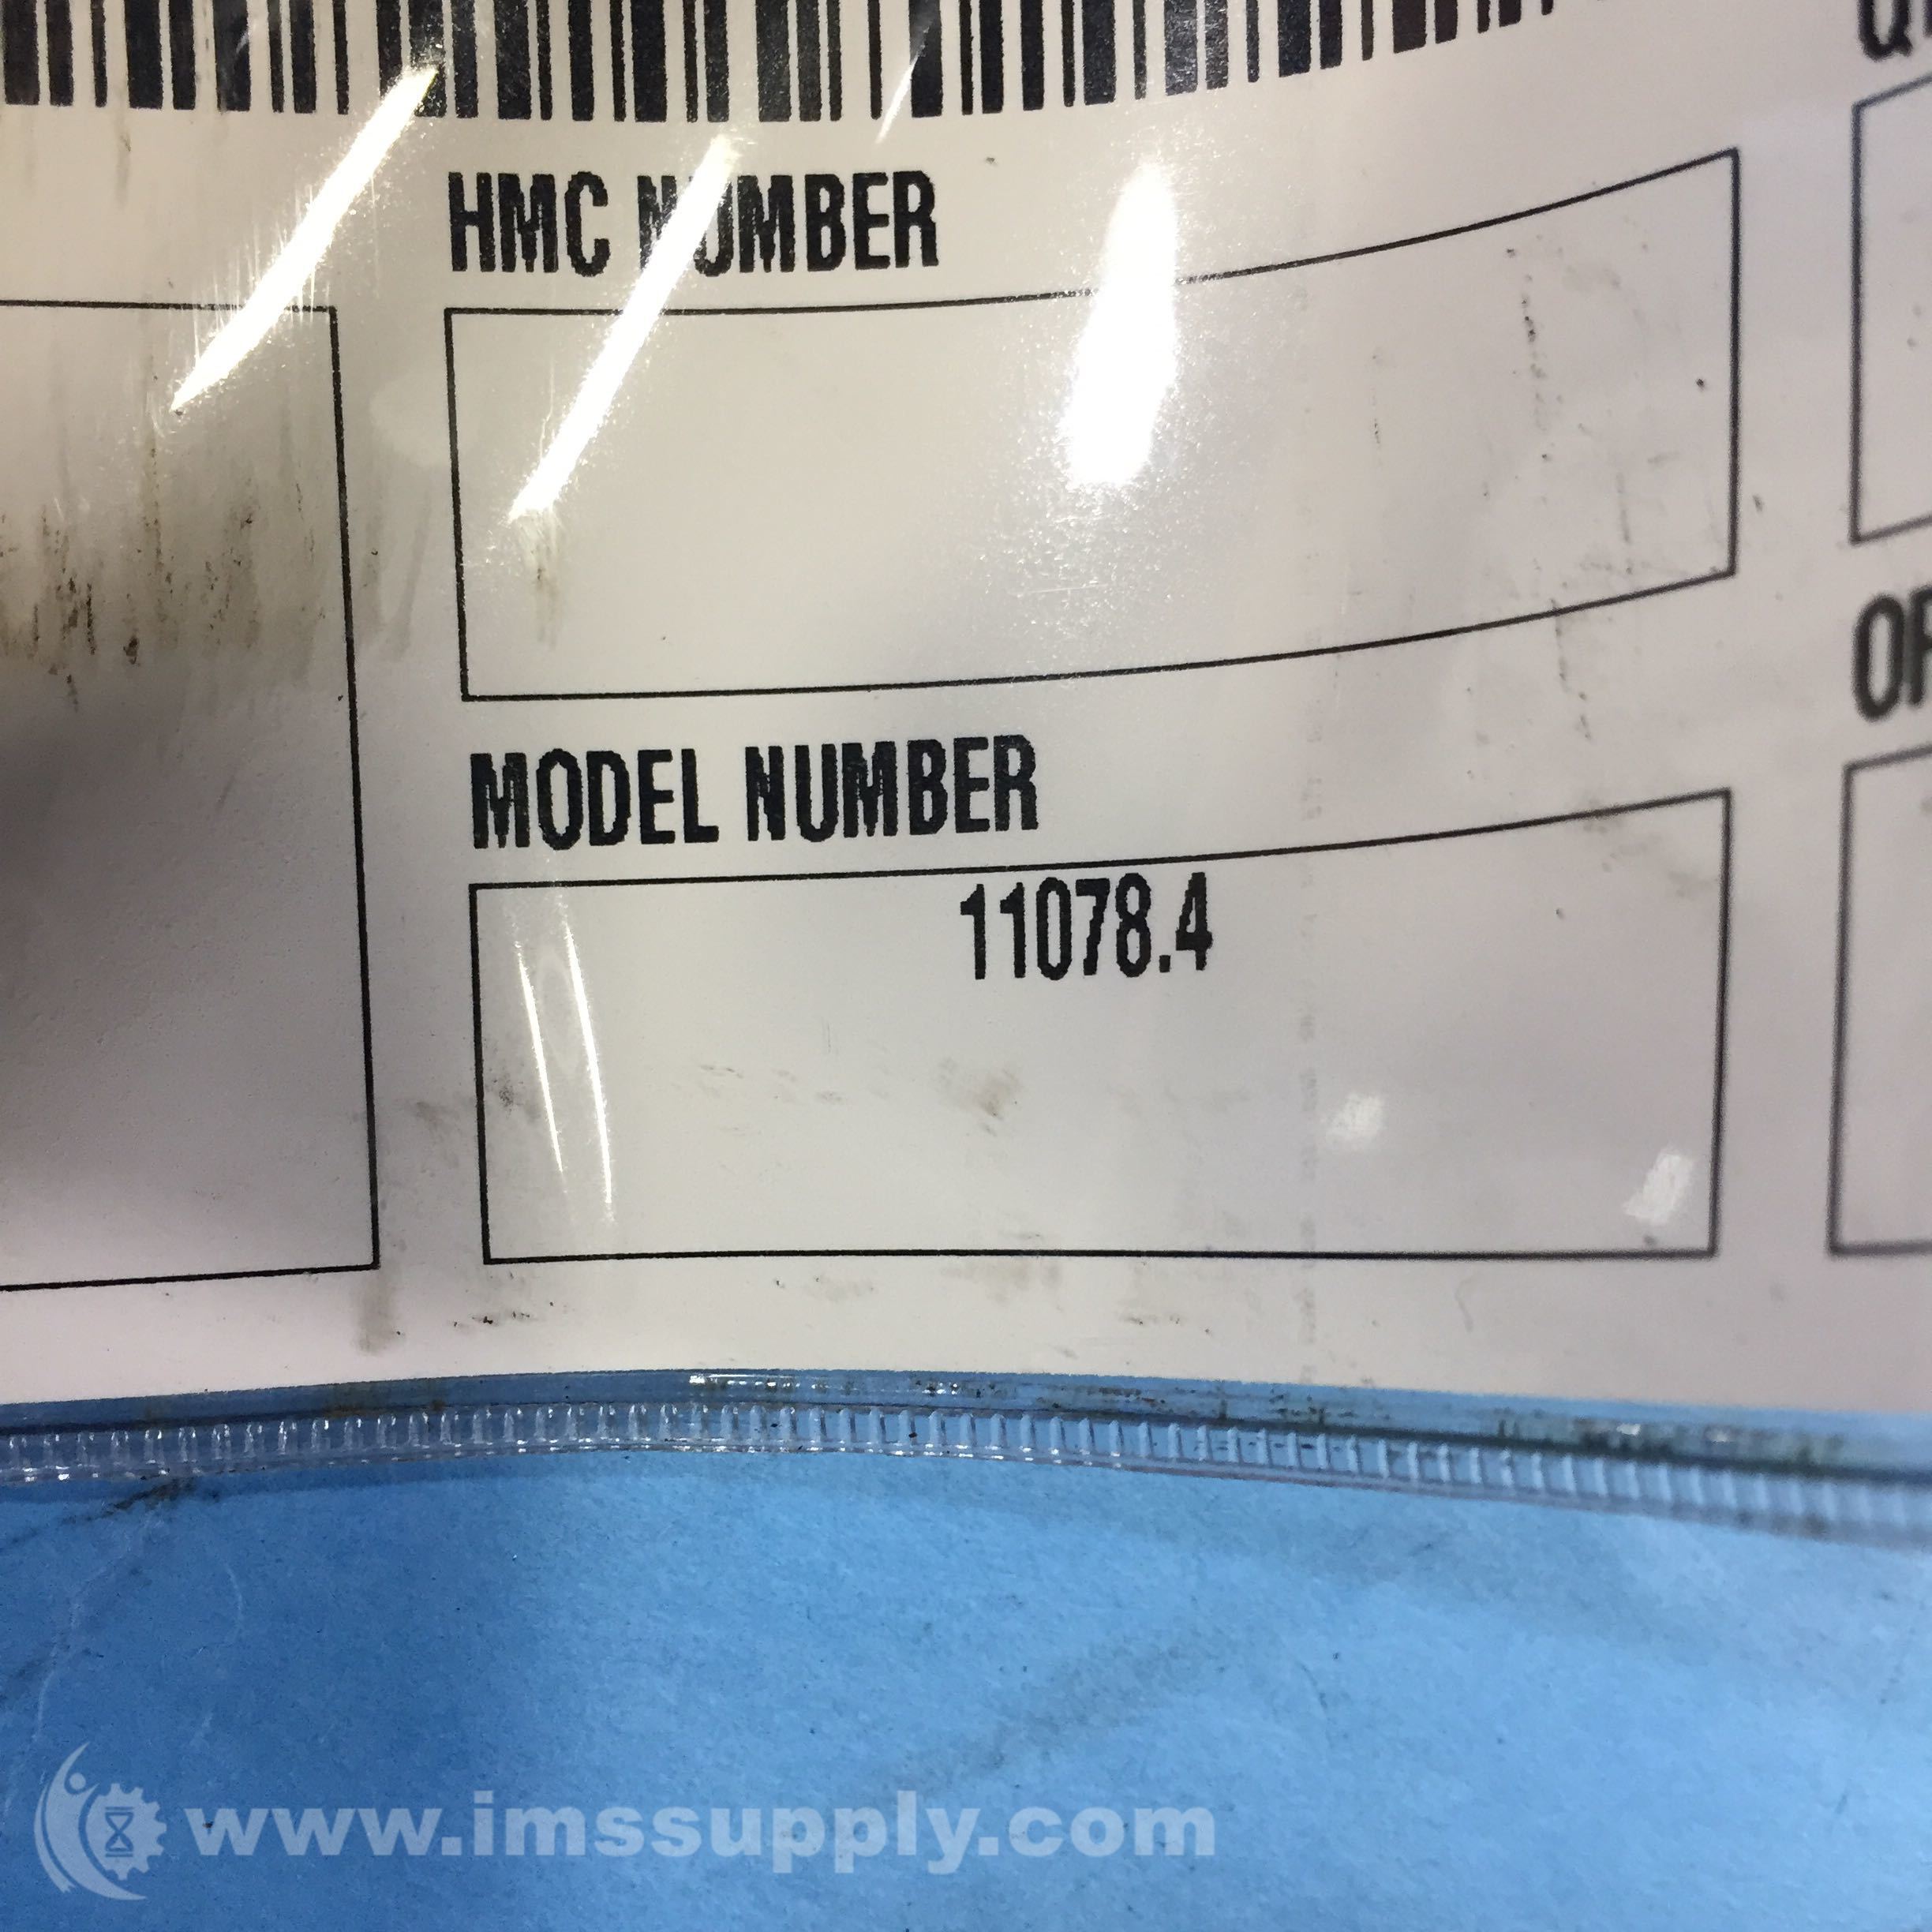 HMC NUMBER
MODEL NUMBER
11078.4
www.imssupply.com